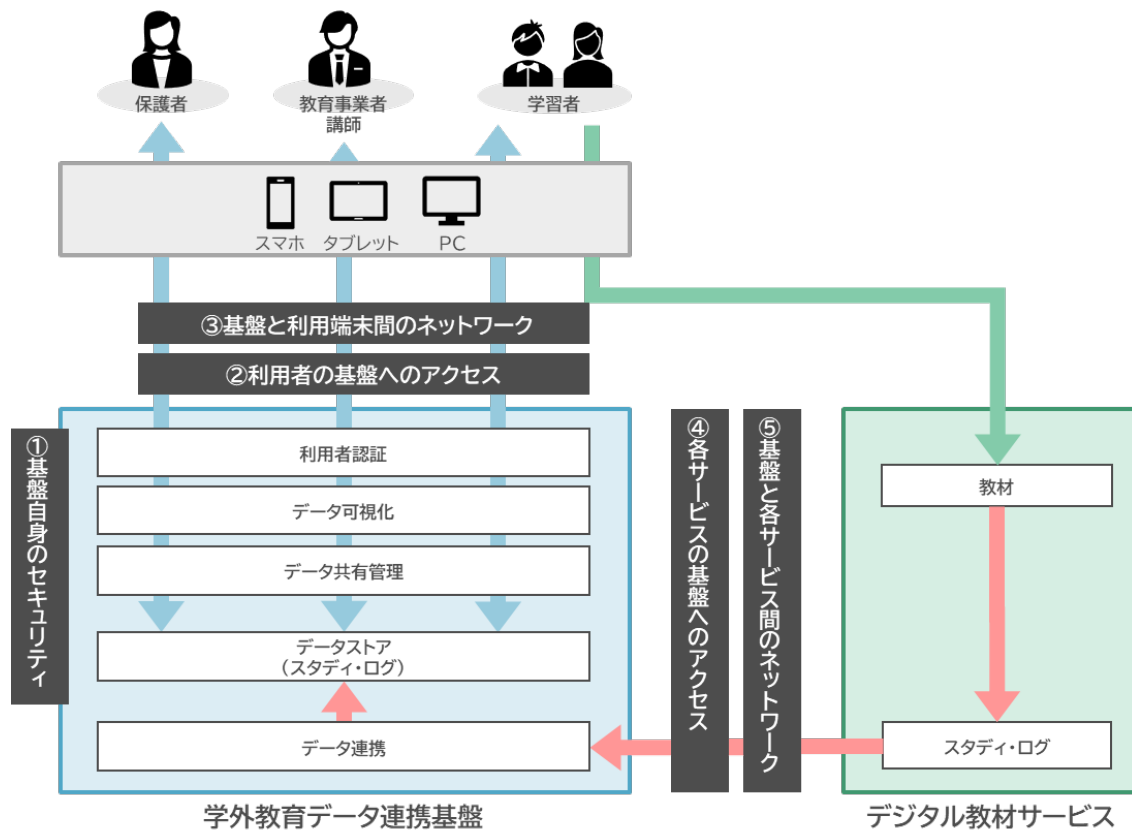 保護者
教育事業者
講師
学習者
スマホ
タブレット
PC
③基盤と利用端末間のネットワーク
②利用者の基盤へのアクセス
①基盤自身のセキュリティ
利用者認証
データ可視化
データ共有管理
データストア
(スタディ・ログ)
データ連携
④各サービスの基盤へのアクセス
⑤基盤と各サービス間のネットワーク
教材
スタディ・ログ
学外教育データ連携基盤
デジタル教材サービス